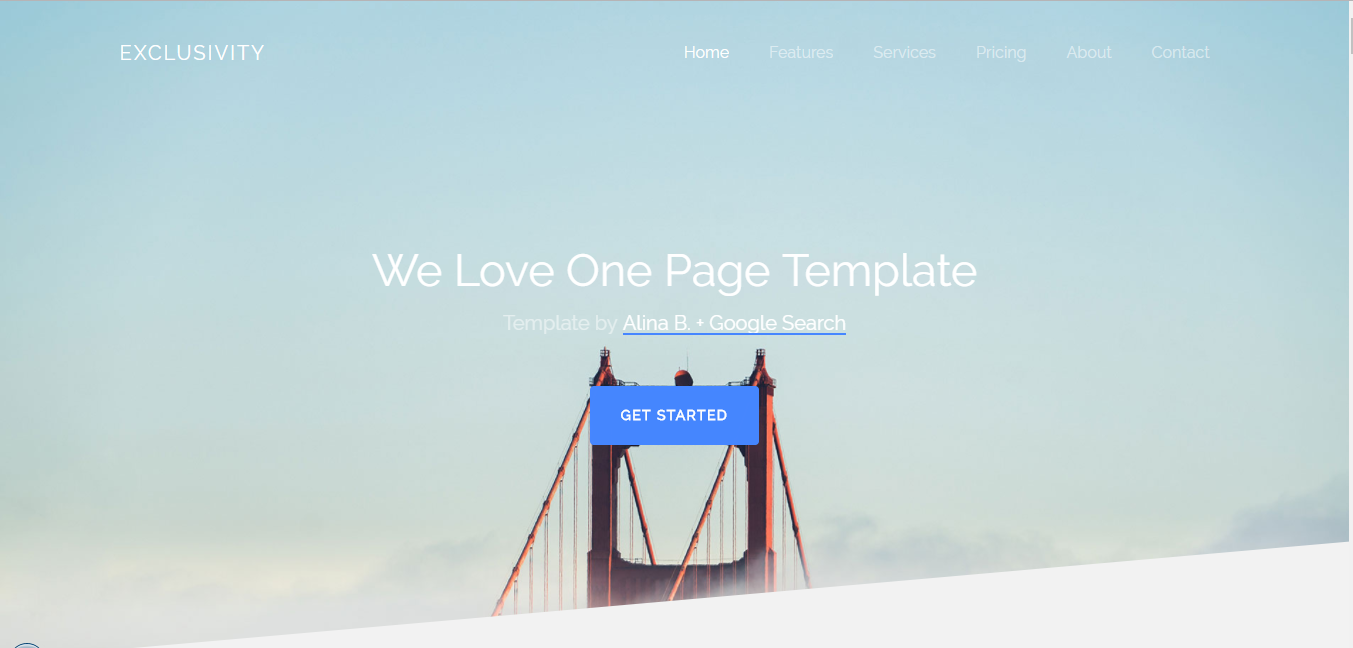 EXCLUSIVITY
Home Features Services Pricing About Contact
We Love One Page Template
Template by Alina B. + Google Search
GET STARTED